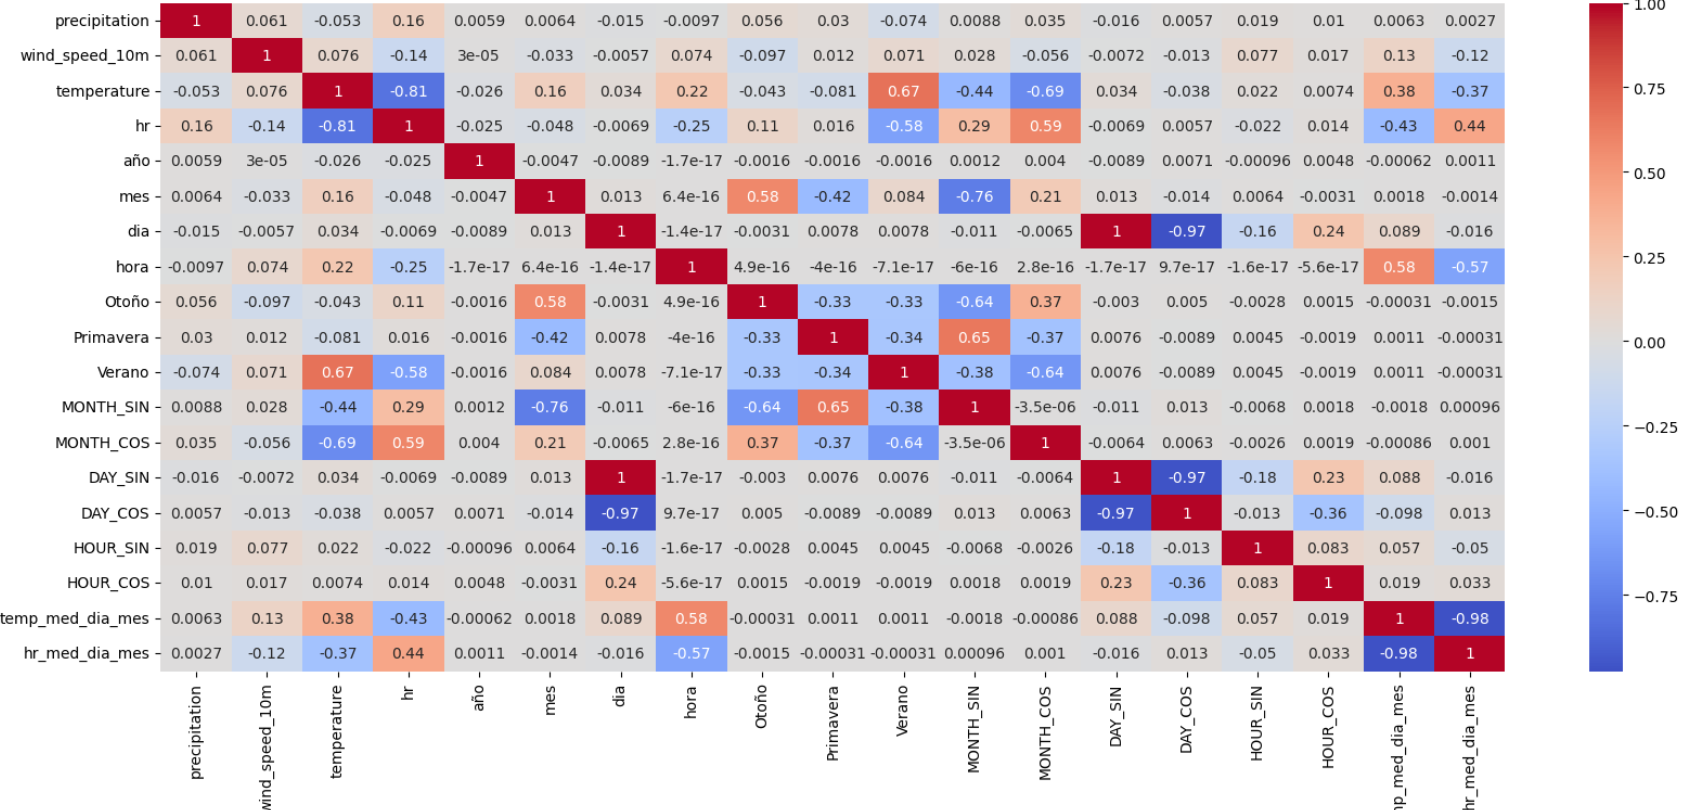 precipitation 1 0.061 -0.053 0.16 0.0059 0.0064 -0.015 -0.0097 0.056 0.03 -0.074 0.0088 0.035 -0.016 0.0057 0.019 0.01 0.0063 0.0027
wind_speed_10m 0.061 1 0.076 -0.14 3e-05 -0.033 -0.0057 0.074 -0.097 0.012 0.071 0.028 -0.056 -0.0072 -0.013 0.077 0.017 0.13 -0.12
temperature -0.053 0.076 1 -0.81 -0.026 0.16 0.034 0.22 -0.043 -0.081 0.67 -0.44 -0.69 0.034 -0.038 0.022 0.0074 0.38 -0.37
hr 0.16 -0.14 -0.81 1 -0.025 -0.048 -0.0069 -0.25 0.11 0.016 -0.58 0.29 0.59 -0.0069 0.0057 -0.022 0.014 -0.43 0.44
año 0.0059 3e-05 -0.026 -0.025 1 -0.0047 -0.0089 -1.7e-17 -0.0016 -0.0016 -0.0016 0.0012 0.004 -0.0089 0.0071 -0.00096 0.0048 -0.00062 0.0011
mes 0.0064 -0.033 0.16 -0.048 -0.0047 1 0.013 6.4e-16 0.58 -0.42 0.084 -0.76 0.21 0.013 -0.014 0.0064 -0.0031 0.0018 -0.0014
dia -0.015 -0.0057 0.034 -0.0069 -0.0089 0.013 1 -1.4e-17 -0.0031 0.0078 0.0078 -0.011 -0.0065 1 -0.97 -0.16 0.24 0.089 -0.016
hora -0.0097 0.074 0.22 -0.25 -1.7e-17 6.4e-16 -1.4e-17 1 4.9e-16 -4e-16 -7.1e-17 -6e-16 2.8e-16 -1.7e-17 9.7e-17 -1.6e-17 -5.6e-17 0.58 -0.57
Otoño 0.056 -0.097 -0.043 0.11 -0.0016 0.58 -0.0031 4.9e-16 1 -0.33 -0.33 -0.64 0.37 -0.003 0.005 -0.0028 0.0015 -0.00031 -0.0015
Primavera 0.03 0.012 -0.081 0.016 -0.0016 -0.42 0.0078 -4e-16 -0.33 1 -0.34 0.65 -0.37 0.0076 -0.0089 0.0045 -0.0019 0.0011 -0.00031
Verano -0.074 0.071 0.67 -0.58 -0.0016 0.084 0.0078 -7.1e-17 -0.33 -0.34 1 -0.38 -0.64 0.0076 -0.0089 0.0045 -0.0019 0.0011 -0.00031
MONTH_SIN 0.0088 0.028 -0.44 0.29 0.0012 -0.76 -0.011 -6e-16 -0.64 0.65 -0.38 1 -3.5e-06 -0.011 0.013 -0.0068 0.0018 -0.0018 0.00096
MONTH_COS 0.035 -0.056 -0.69 0.59 0.004 0.21 -0.0065 2.8e-16 0.37 -0.37 -0.64 -3.5e-06 1 -0.0064 0.0063 -0.0026 0.0019 -0.00086 0.001
DAY_SIN -0.016 -0.0072 0.034 -0.0069 -0.0089 0.013 1 -1.7e-17 -0.003 0.0076 0.0076 -0.011 -0.0064 1 -0.97 -0.18 0.23 0.088 -0.016
DAY_COS 0.0057 -0.013 -0.038 0.0057 0.0071 -0.014 -0.97 9.7e-17 0.005 -0.0089 -0.0089 0.013 0.0063 -0.97 1 -0.013 -0.36 -0.098 0.013
HOUR_SIN 0.019 0.077 0.022 -0.022 -0.00096 0.0064 -0.16 -1.6e-17 -0.0028 0.0045 0.0045 -0.0068 -0.0026 -0.18 -0.013 1 0.083 0.057 -0.05
HOUR_COS 0.01 0.017 0.0074 0.014 0.0048 -0.0031 0.24 -5.6e-17 0.0015 -0.0019 -0.0019 0.0018 0.0019 0.23 -0.36 0.083 1 0.019 0.033
temp_med_dia_mes 0.0063 0.13 0.38 -0.43 -0.00062 0.0018 0.089 0.58 -0.00031 0.0011 0.0011 -0.0018 -0.00086 0.088 -0.098 0.057 0.019 1 -0.98
hr_med_dia_mes 0.0027 -0.12 -0.37 0.44 0.0011 -0.0014 -0.016 -0.57 -0.0015 -0.00031 -0.00031 0.00096 0.001 -0.016 0.013 -0.05 0.033 -0.98 1
precipitation
wind_speed_10m
temperature
hr
año
mes
dia
hora
Otoño
Primavera
Verano
MONTH_SIN
MONTH_COS
DAY_SIN
DAY_COS
HOUR_SIN
HOUR_COS
mp_med_dia_mes
hr_med_dia_mes
1.00
0.75
0.50
0.25
0.00
−0.25
−0.50
−0.75